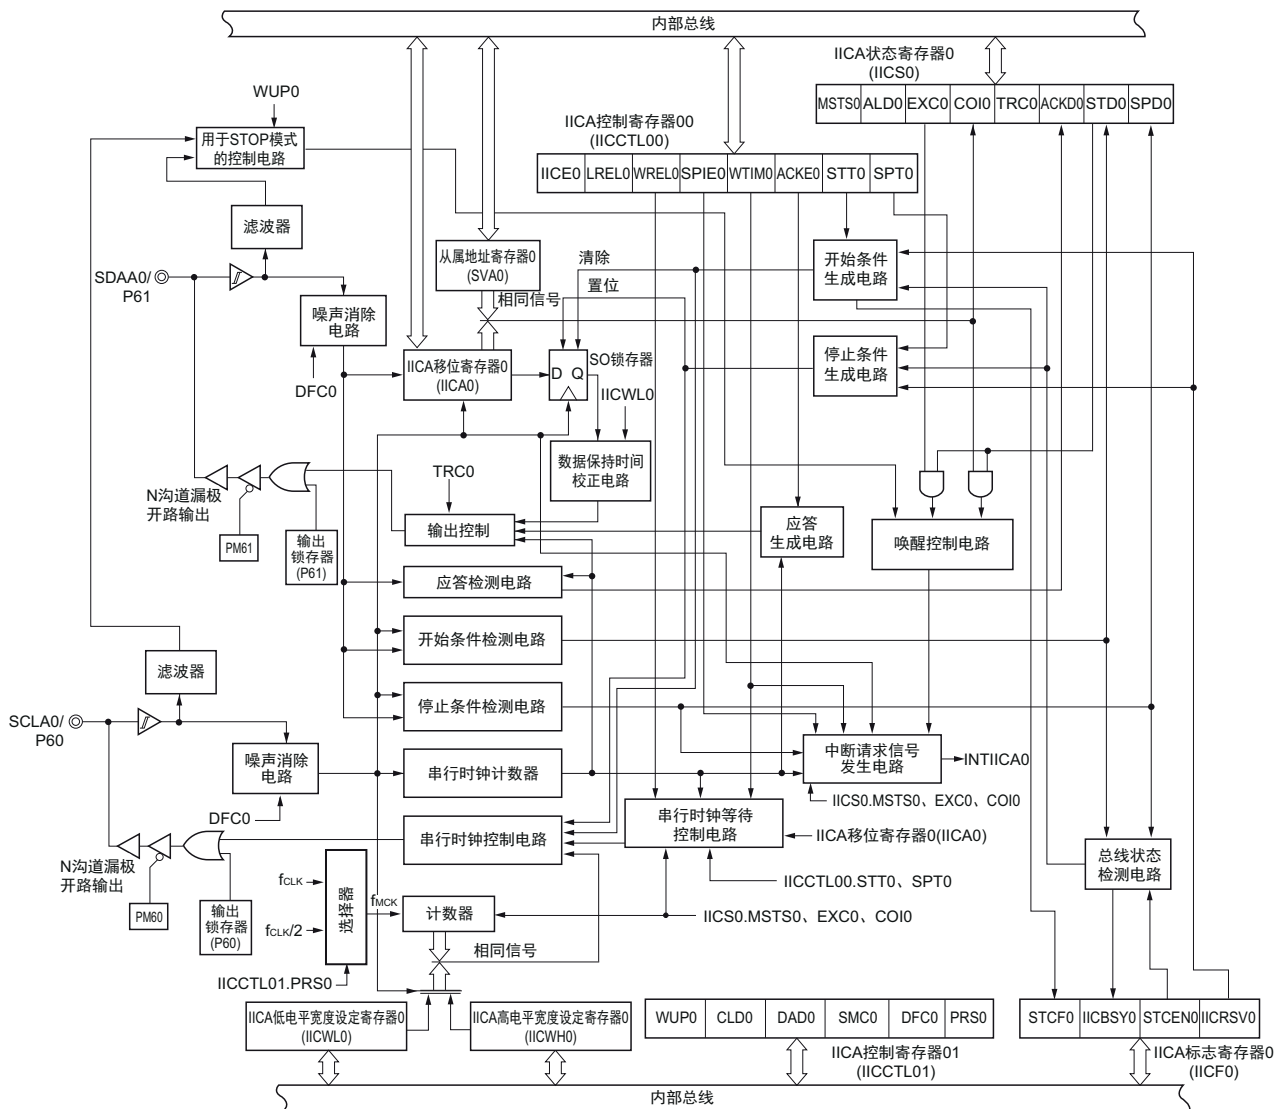 内部总线
IICA状态寄存器0
(IICS0)
MSTS0 ALD0 EXC0 COI0 TRC0 ACKD0 STD0 SPD0
WUP0
用于STOP模式
的控制电路
IICA控制寄存器00
(IICCTL00)
IICE0 LREL0 WREL0 SPIE0 WTIM0 ACKE0 STT0 SPT0
滤波器
从属地址寄存器0
(SVA0)
清除
开始条件
生成电路
SDAA0/
P61
置位
相同信号
噪声消除
电路
停止条件
生成电路
IICA移位寄存器0
(IICA0)
SO锁存器
D Q
DFC0
IICWL0
数据保持时间
校正电路
TRC0
N沟道漏极
开路输出
PM61
输出
锁存器
(P61)
输出控制
应答
生成电路
唤醒控制电路
应答检测电路
开始条件检测电路
滤波器
停止条件检测电路
SCLA0/
P60
噪声消除
电路
中断请求信号
发生电路
INTIICA0
串行时钟计数器
IICS0.MSTS0、EXC0、COI0
DFC0
串行时钟等待
控制电路
IICA移位寄存器0(IICA0)
串行时钟控制电路
总线状态
检测电路
N沟道漏极
开路输出
PM60
输出
锁存器
(P60)
fCLK
fCLK/2
选择器
fMCK
计数器
IICCTL00.STT0、SPT0
IICS0.MSTS0、EXC0、COI0
相同信号
IICCTL01.PRS0
IICA低电平宽度设定寄存器0
(IICWL0)
IICA高电平宽度设定寄存器0
(IICWH0)
WUP0 CLD0 DAD0 SMC0 DFC0 PRS0
IICA控制寄存器01
(IICCTL01)
STCF0 IICBSY0 STCEN0 IICRSV0
IICA标志寄存器0
(IICF0)
内部总线